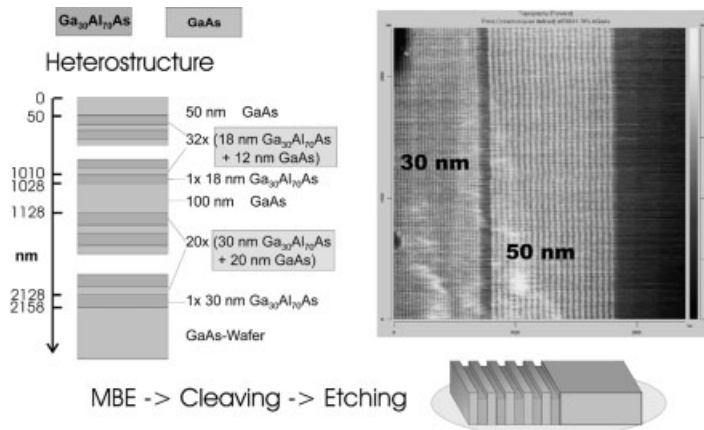 Ga30Al70As
GaAs
Heterostructure
0
50
1010
1028
1128
nm
2128
2158
50 nm GaAs
32x (18 nm Ga30Al70As
+ 12 nm GaAs)
1x 18 nm Ga30Al70As
100 nm GaAs
20x (30 nm Ga30Al70As
+ 20 nm GaAs)
1x 30 nm Ga30Al70As
GaAs-Wafer
30 nm
50 nm
MBE -> Cleaving -> Etching